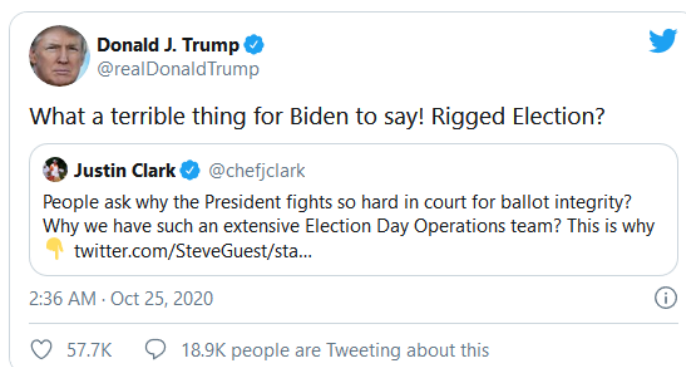 Donald J. Trump
@realDonaldTrump
What a terrible thing for Biden to say! Rigged Election?
Justin Clark @chefjclark
People ask why the President fights so hard in court for ballot integrity?
Why we have such an extensive Election Day Operations team? This is why
👇 twitter.com/SteveGuest/sta...
2:36 AM · Oct 25, 2020
57.7K 18.9K people are Tweeting about this